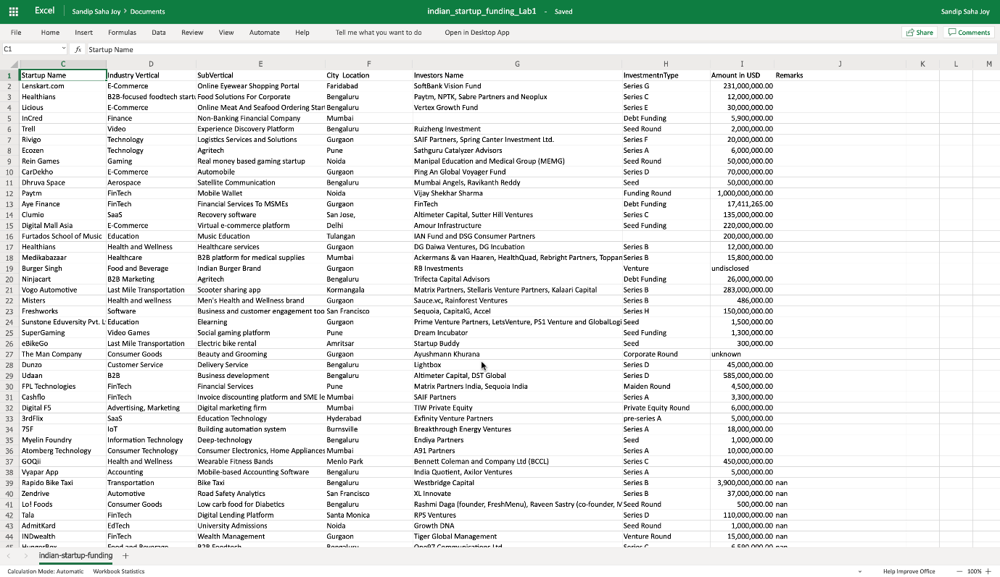 Excel Sandip Saha Joy > Documents indian_startup_funding_Lab1 - Saved Sandip Saha Joy
File Home Insert Formulas Data Review View Automate Help Tell me what you want to do Open in Desktop App Share Comments
C1 fx Startup Name
C D E F G H I J K L M
1 Startup Name Industry Vertical SubVertical City Location Investors Name InvestmentnType Amount in USD Remarks
2 Lenskart.com E-Commerce Online Eyewear Shopping Portal Faridabad SoftBank Vision Fund Series G 231,000,000.00
3 Healthians B2B-focused foodtech startu Food Solutions For Corporate Bengaluru Paytm, NPTK, Sabre Partners and Neoplux Series C 12,000,000.00
4 Licious E-Commerce Online Meat And Seafood Ordering Star Bengaluru Vertex Growth Fund Series E 30,000,000.00
5 InCred Finance Non-Banking Financial Company Mumbai Debt Funding 5,900,000.00
6 Trell Video Experience Discovery Platform Bengaluru Ruizheng Investment Seed Round 2,000,000.00
7 Rivigo Technology Logistics Services and Solutions Gurgaon SAIF Partners, Spring Canter Investment Ltd. Series F 20,000,000.00
8 Ecozen Technology Agritech Pune Sathguru Catalyzer Advisors Series A 6,000,000.00
9 Rein Games Gaming Real money based gaming startup Noida Manipal Education and Medical Group (MEMG) Seed Round 50,000,000.00
10 CarDekho E-Commerce Automobile Gurgaon Ping An Global Voyager Fund Series D 70,000,000.00
11 Dhruva Space Aerospace Satellite Communication Bengaluru Mumbai Angels, Ravikanth Reddy Seed 50,000,000.00
12 Paytm FinTech Mobile Wallet Noida Vijay Shekhar Sharma Funding Round 1,000,000,000.00
13 Aye Finance FinTech Financial Services To MSMEs Gurgaon FinTech Debt Funding 17,411,265.00
14 Clumio SaaS Recovery software San Jose, Altimeter Capital, Sutter Hill Ventures Series C 135,000,000.00
15 Digital Mall Asia E-Commerce Virtual e-commerce platform Delhi Amour Infrastructure Seed Funding 220,000,000.00
16 Furtados School of Music Education Music Education Tulangan IAN Fund and DSG Consumer Partners 200,000,000.00
17 Healthians Health and Wellness Healthcare services Gurgaon DG Daiwa Ventures, DG Incubation Series B 12,000,000.00
18 Medikabazaar Healthcare B2B platform for medical supplies Mumbai Ackermans & van Haaren, HealthQuad, Rebright Partners, Toppan Series B 15,800,000.00
19 Burger Singh Food and Beverage Indian Burger Brand Gurgaon RB Investments Venture undisclosed
20 Ninjacart B2B Marketing Agritech Bengaluru Trifecta Capital Advisors Debt Funding 26,000,000.00
21 Vogo Automotive Last Mile Transportation Scooter sharing app Kormangala Matrix Partners, Stellaris Venture Partners, Kalaari Capital Series B 283,000,000.00
22 Misters Health and wellness Men's Health and Wellness brand Gurgaon Sauce.vc, Rainforest Ventures Series B 486,000.00
23 Freshworks Software Business and customer engagement too San Francisco Sequoia, CapitalG, Accel Series H 150,000,000.00
24 Sunstone Eduversity Pvt. L Education Elearning Gurgaon Prime Venture Partners, LetsVenture, PS1 Venture and GlobalLogi Seed 1,500,000.00
25 SuperGaming Video Games Social gaming platform Pune Dream Incubator Seed Funding 1,300,000.00
26 eBikeGo Last Mile Transportation Electric bike rental Amritsar Startup Buddy Seed 300,000.00
27 The Man Company Consumer Goods Beauty and Grooming Gurgaon Ayushmann Khurana Corporate Round unknown
28 Dunzo Customer Service Delivery Service Bengaluru Lightbox Series D 45,000,000.00
29 Udaan B2B Business development Bengaluru Altimeter Capital, DST Global Series D 585,000,000.00
30 FPL Technologies FinTech Financial Services Pune Matrix Partners India, Sequoia India Maiden Round 4,500,000.00
31 Cashflo FinTech Invoice discounting platform and SME le Mumbai SAIF Partners Series A 3,300,000.00
32 Digital F5 Advertising, Marketing Digital marketing firm Mumbai TIW Private Equity Private Equity Round 6,000,000.00
33 3rdFlix SaaS Education Technology Hyderabad Exfinity Venture Partners pre-series A 5,000,000.00
34 75F IoT Building automation system Burnsville Breakthrough Energy Ventures Series A 18,000,000.00
35 Myelin Foundry Information Technology Deep-technology Bengaluru Endiya Partners Seed 1,000,000.00
36 Atomberg Technology Consumer Technology Consumer Electronics, Home Appliances Mumbai A91 Partners Series A 10,000,000.00
37 GOQii Health and Wellness Wearable Fitness Bands Menlo Park Bennett Coleman and Company Ltd (BCCL) Series C 450,000,000.00
38 Vyapar App Accounting Mobile-based Accounting Software Bengaluru India Quotient, Axilor Ventures Series A 5,000,000.00
39 Rapido Bike Taxi Transportation Bike Taxi Bengaluru Westbridge Capital Series B 3,900,000,000.00 nan
40 Zendrive Automotive Road Safety Analytics San Francisco XL Innovate Series B 37,000,000.00 nan
41 Lo! Foods Consumer Goods Low carb food for Diabetics Bengaluru Rashmi Daga (founder, FreshMenu), Raveen Sastry (co-founder, M Seed Round 500,000.00 nan
42 Tala FinTech Digital Lending Platform Santa Monica RPS Ventures Series D 110,000,000.00 nan
43 AdmitKard EdTech University Admissions Noida Growth DNA Seed Round 1,000,000.00 nan
44 INDwealth FinTech Wealth Management Gurgaon Tiger Global Management Venture Round 15,000,000.00 nan
45 HungerBox Food and Beverage B2B Foodtech Bengaluru One97 Communications Ltd Series C 6,590,000.00 nan
indian-startup-funding +
Calculation Mode: Automatic Workbook Statistics Help Improve Office — 100% +